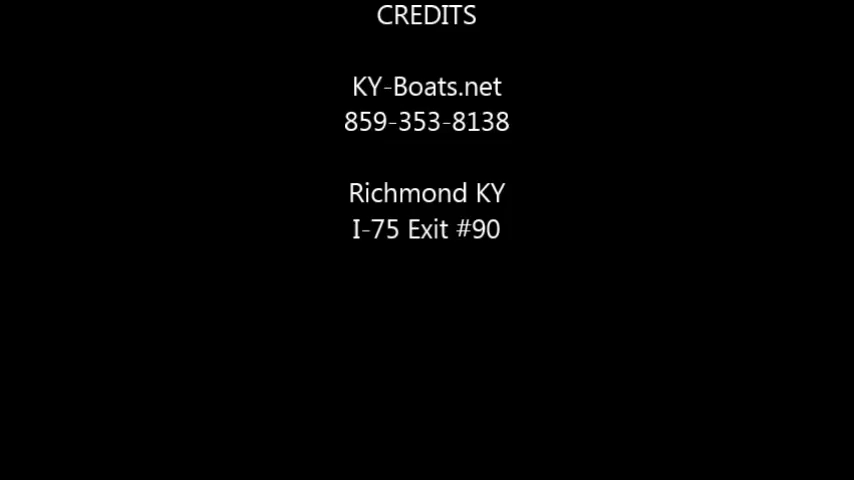 CREDITS
KY-Boats.net
859-353-8138
Richmond KY
I-75 Exit #90